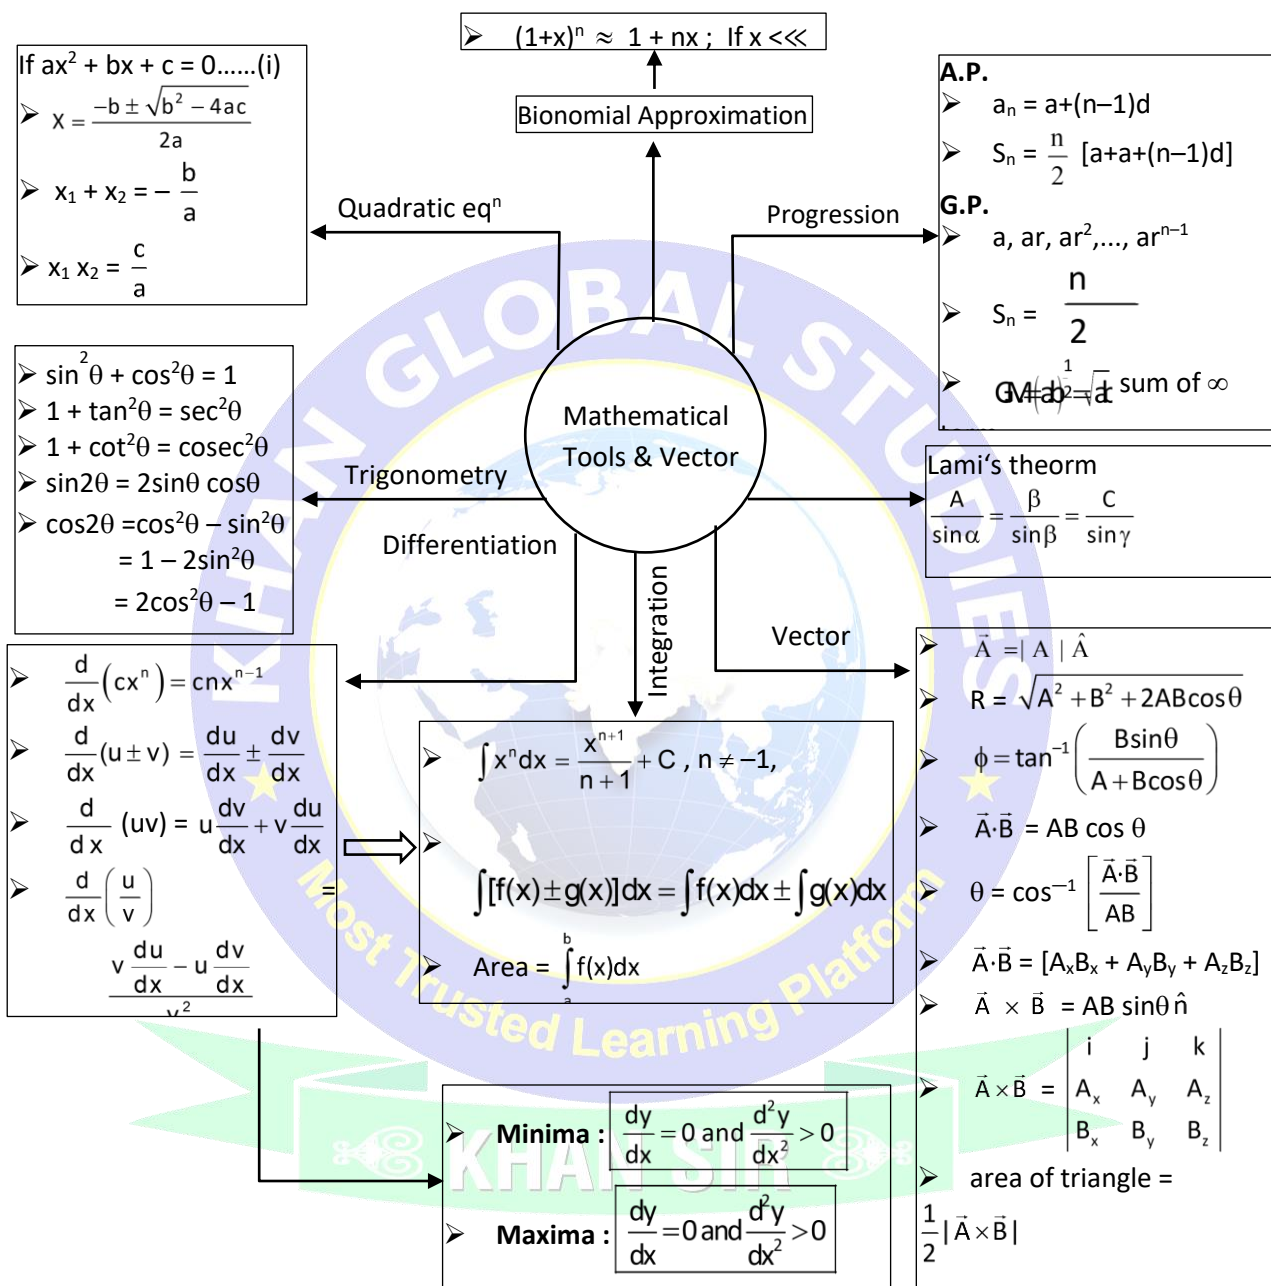 ➢ (1+x)ⁿ ≈ 1 + nx ; If x <<<
Bionomial Approximation
If ax² + bx + c = 0......(i)
➢ x = (−b ± √(b² − 4ac)) / 2a
➢ x₁ + x₂ = − b/a
➢ x₁ x₂ = c/a
Quadratic eqⁿ
Progression
A.P.
➢ aₙ = a+(n–1)d
➢ Sₙ = n/2 [a+a+(n–1)d]
G.P.
➢ a, ar, ar²,..., arⁿ⁻¹
➢ Sₙ = n/2
➢ sum of ∞
Mathematical
Tools & Vector
➢ sin²θ + cos²θ = 1
➢ 1 + tan²θ = sec²θ
➢ 1 + cot²θ = cosec²θ
➢ sin2θ = 2sinθ cosθ
➢ cos2θ =cos²θ – sin²θ
= 1 – 2sin²θ
= 2cos²θ – 1
Trigonometry
Lami‘s theorm
A/sinα = β/sinβ = C/sinγ
Differentiation
Integration
Vector
➢ d/dx (cxⁿ) = cnxⁿ⁻¹
➢ d/dx (u ± v) = du/dx ± dv/dx
➢ d/dx (uv) = u dv/dx + v du/dx
➢ d/dx (u/v) =
(v du/dx − u dv/dx) / v²
➢ ∫xⁿdx = xⁿ⁺¹/(n+1) + C , n ≠ −1,
➢
∫[f(x) ± g(x)]dx = ∫f(x)dx ± ∫g(x)dx
➢ Area = ∫ₐᵇ f(x)dx
➢ A⃗ =| A | Â
➢ R = √(A² + B² + 2ABcosθ)
➢ ϕ = tan⁻¹ (Bsinθ / (A + Bcosθ))
➢ A⃗·B⃗ = AB cos θ
➢ θ = cos⁻¹ [A⃗·B⃗ / AB]
➢ A⃗·B⃗ = [AₓBₓ + A_yB_y + A_zB_z]
➢ A⃗ × B⃗ = AB sinθ n̂
➢ A⃗ × B⃗ = | i j k |
| Aₓ A_y A_z |
| Bₓ B_y B_z |
➢ area of triangle =
1/2 | A⃗ × B⃗ |
➢ Minima : dy/dx = 0 and d²y/dx² > 0
➢ Maxima : dy/dx = 0 and d²y/dx² > 0
KHAN GLOBAL STUDIES
Most Trusted Learning Platform
KHAN SIR